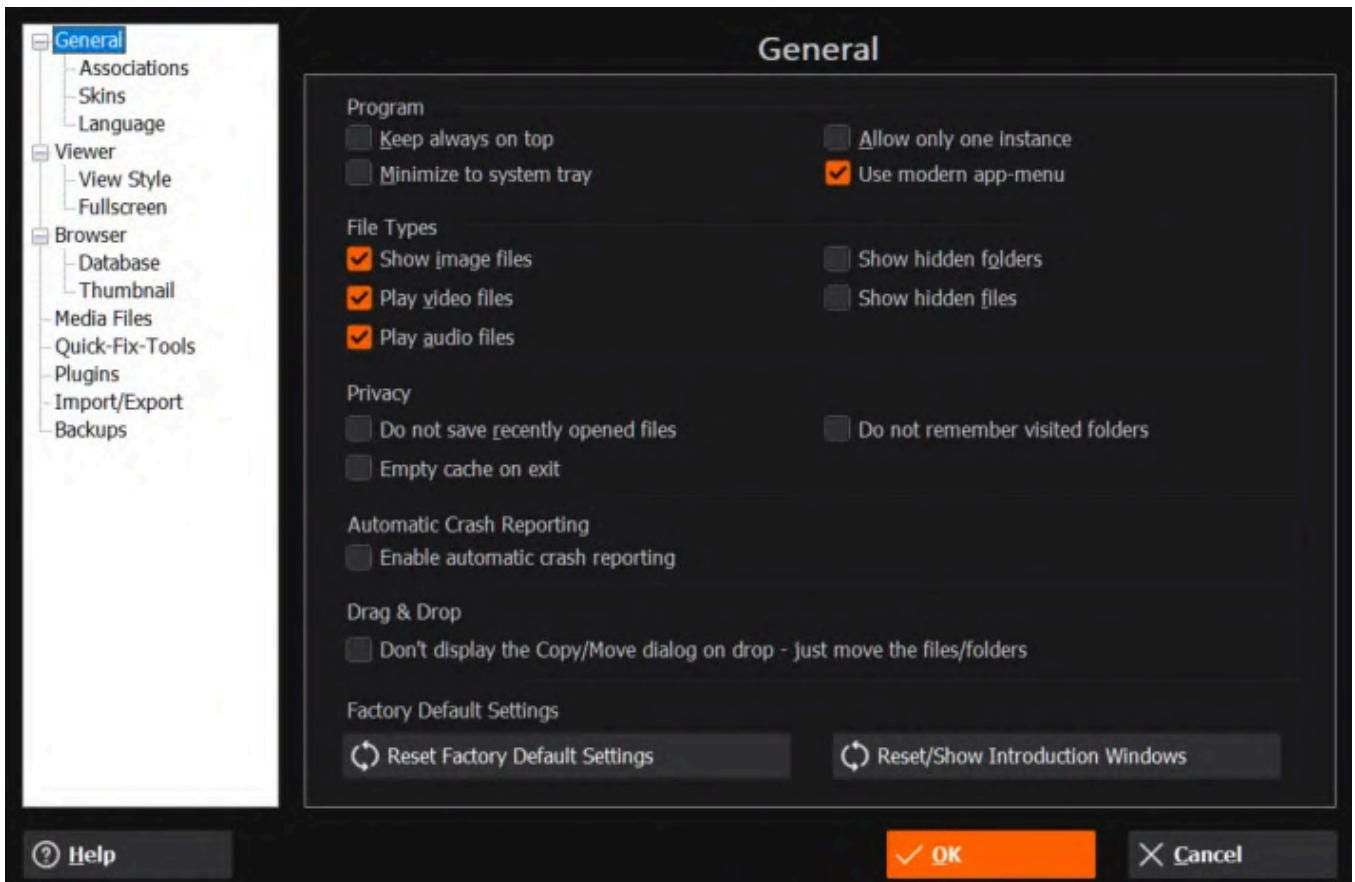 General
Associations
Skins
Language
Viewer
View Style
Fullscreen
Browser
Database
Thumbnail
Media Files
Quick-Fix-Tools
Plugins
Import/Export
Backups
General
Program
Keep always on top
Allow only one instance
Minimize to system tray
Use modern app-menu
File Types
Show image files
Show hidden folders
Play video files
Show hidden files
Play audio files
Privacy
Do not save recently opened files
Do not remember visited folders
Empty cache on exit
Automatic Crash Reporting
Enable automatic crash reporting
Drag & Drop
Don't display the Copy/Move dialog on drop - just move the files/folders
Factory Default Settings
Reset Factory Default Settings
Reset/Show Introduction Windows
Help
OK
Cancel